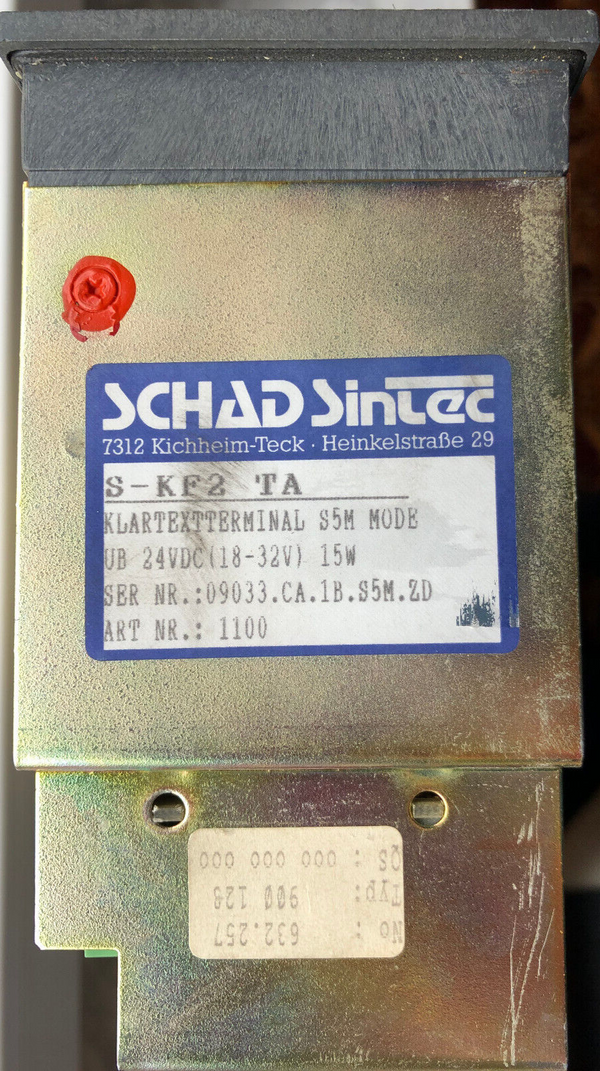 SCHAD Sintec
7312 Kichheim-Teck · Heinkelstraße 29
S-KF2 TA
KLARTEXTTERMINAL S5M MODE
UB 24VDC(18-32V) 15W
SER NR.:09033.CA.1B.S5M.ZD
ART NR.: 1100
No : 632.257
Typ: 900 128
QS : 000 000 000